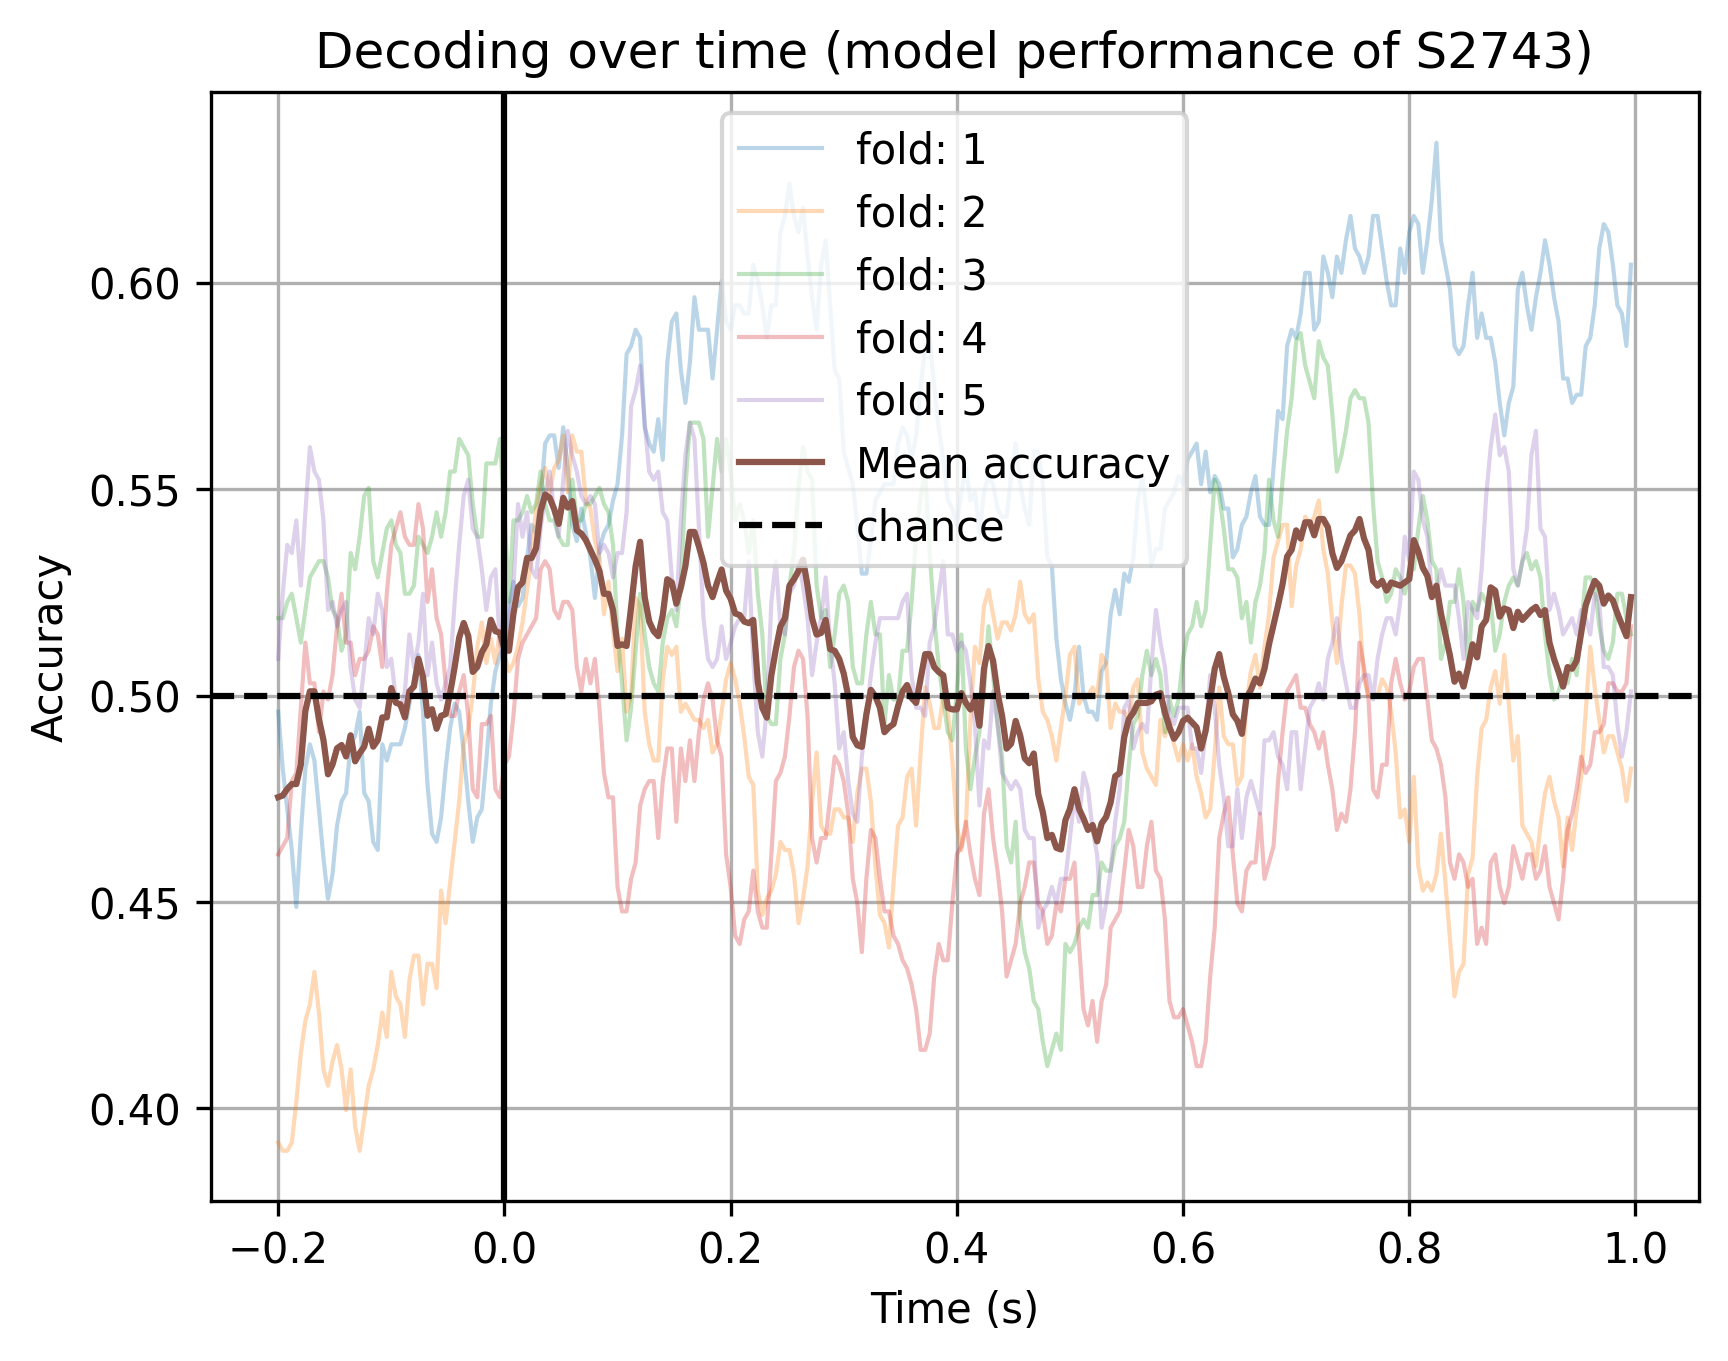 Decoding over time (model performance of S2743)
fold: 1
fold: 2
fold: 3
fold: 4
fold: 5
Mean accuracy
chance
Accuracy
0.60
0.55
0.50
0.45
0.40
−0.2 0.0 0.2 0.4 0.6 0.8 1.0
Time (s)